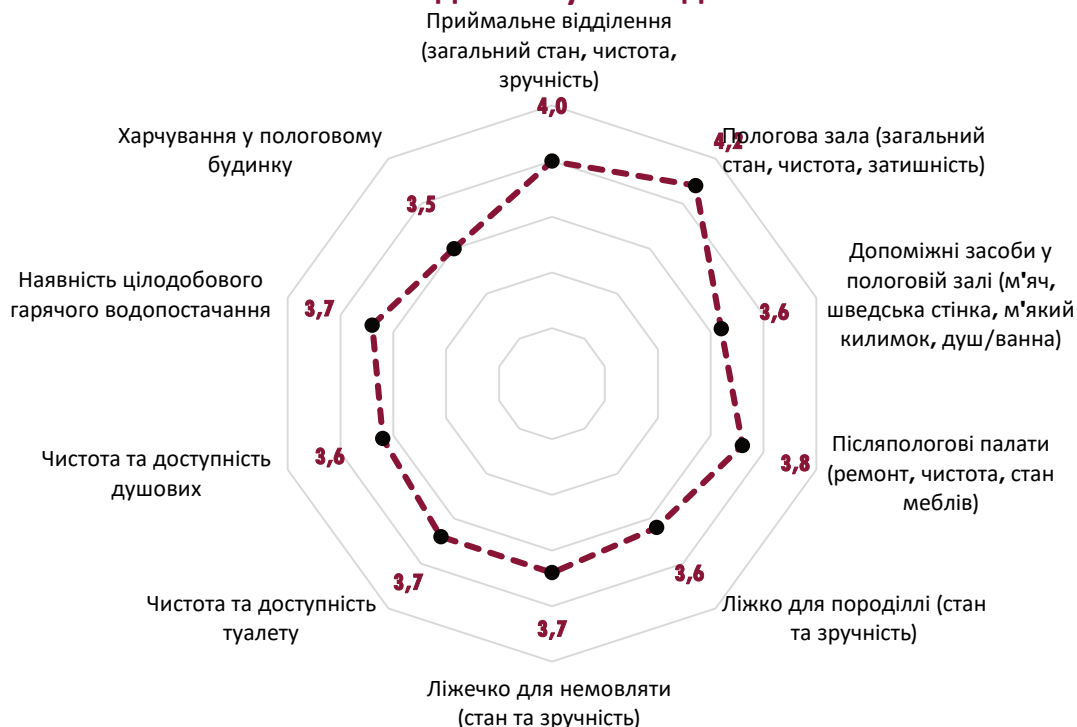 Приймальне відділення
(загальний стан, чистота,
зручність)
4,0
Пологова зала (загальний
стан, чистота, затишність)
4,2
Допоміжні засоби у
пологовій залі (м'яч,
шведська стінка, м'який
килимок, душ/ванна)
3,6
Післяпологові палати
(ремонт, чистота, стан
меблів)
3,8
Ліжко для породіллі (стан
та зручність)
3,6
Ліжечко для немовляти
(стан та зручність)
3,7
Чистота та доступність
туалету
3,7
Чистота та доступність
душових
3,6
Наявність цілодобового
гарячого водопостачання
3,7
Харчування у пологовому
будинку
3,5